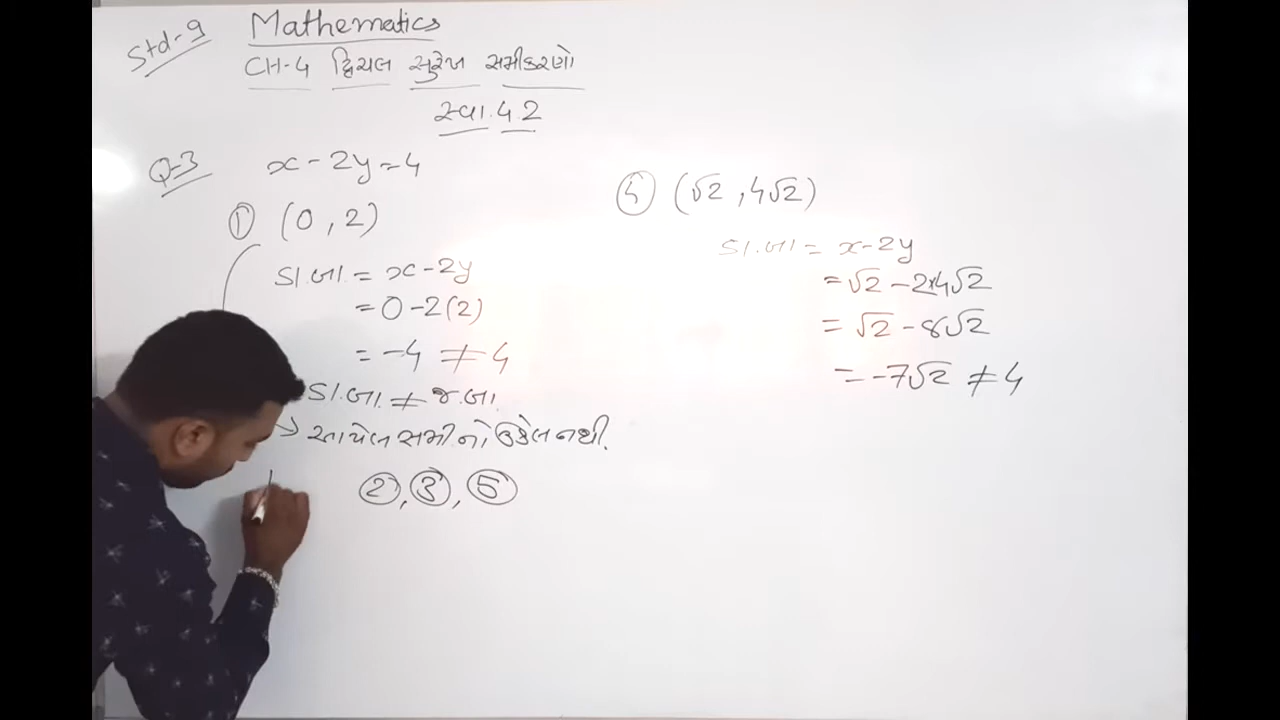 Std-9
Mathematics
CH-4 દ્વિચલ સુરેખ સમીકરણો
સ્વા. 4.2
Q-3 x - 2y = 4
① (0 , 2)
ડા.બા. = x - 2y
= 0 - 2(2)
= -4 ≠ 4
ડા.બા. ≠ જ.બા.
→ આપેલ સમી.નો ઉકેલ નથી.
②, ③, ⑤
④ (√2 , 4√2)
ડા.બા = x - 2y
= √2 - 2×4√2
= √2 - 8√2
= -7√2 ≠ 4